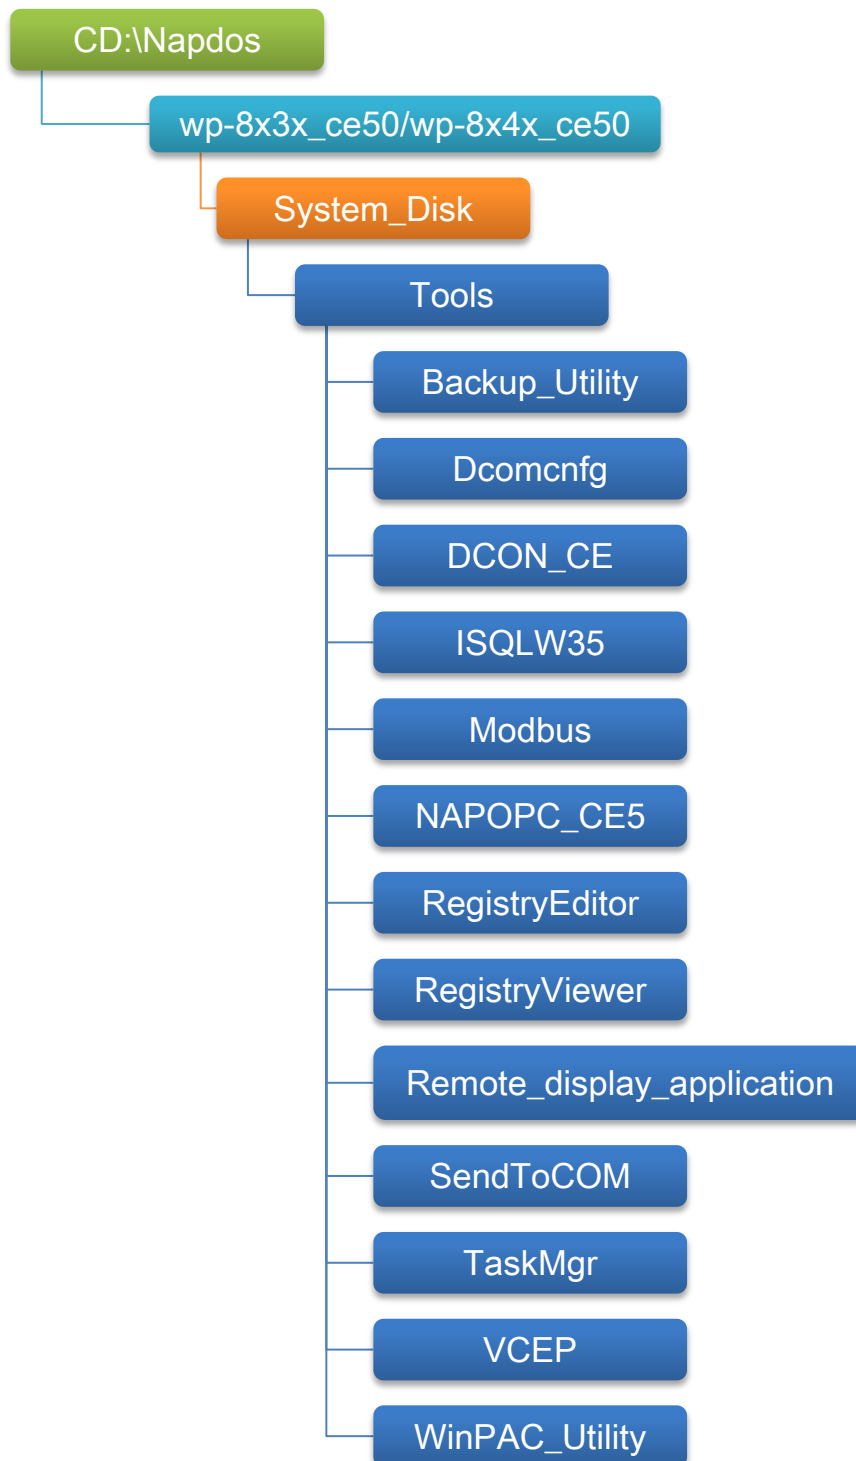 CD:\Napdos
wp-8x3x_ce50/wp-8x4x_ce50
System_Disk
Tools
Backup_Utility
Dcomcnfg
DCON_CE
ISQLW35
Modbus
NAPOPC_CE5
RegistryEditor
RegistryViewer
Remote_display_application
SendToCOM
TaskMgr
VCEP
WinPAC_Utility